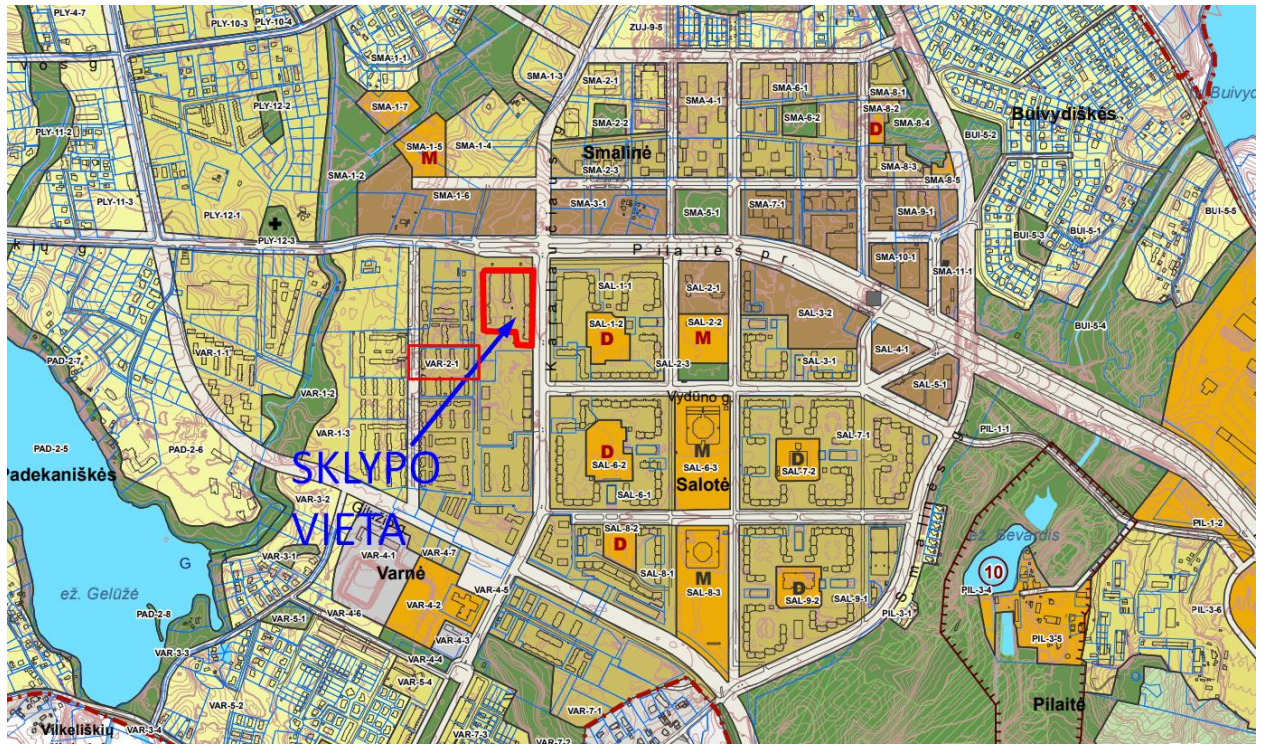 PLY-4-7
PLY-10-3
PLY-10-4
ZUJ-9-5
SMA-1-1
SMA-1-3
SMA-2-1
SMA-4-1
SMA-6-1
SMA-8-1
SMA-8-2
SMA-8-4
SMA-1-7
SMA-2-2
SMA-6-2
D
BUI-5-2
Buivydiškės
PLY-12-2
PLY-11-2
SMA-1-5
M
SMA-1-4
Smalinė
SMA-2-3
SMA-8-3
SMA-8-5
SMA-1-2
PLY-11-3
PLY-12-1
SMA-1-6
SMA-3-1
SMA-5-1
SMA-7-1
SMA-9-1
BUI-5-5
BUI-5-1
BUI-5-3
PLY-12-3
Pilaitės pr.
SMA-10-1
SMA-11-1
Karaliaučiaus g.
SAL-1-1
SAL-2-1
SAL-3-2
SAL-1-2
D
SAL-2-2
M
BUI-5-4
VAR-1-1
PAD-2-7
VAR-2-1
SAL-2-3
SAL-3-1
SAL-4-1
SAL-5-1
VAR-1-2
Vydūno g.
VAR-1-3
PAD-2-5
PAD-2-6
Padekaniškės
SKLYPO
VIETA
D
SAL-6-2
M
SAL-6-3
Salotė
D
SAL-7-2
SAL-7-1
PIL-1-1
SAL-6-1
VAR-3-2
PIL-1-2
VAR-3-1
VAR-4-1
VAR-4-7
Varnė
SAL-8-2
D
SAL-8-1
M
SAL-8-3
D
SAL-9-2
SAL-9-1
Smalės g.
10
PIL-3-4
PIL-3-6
G
ež. Gelūžė
PAD-2-8
VAR-4-2
VAR-4-5
VAR-4-6
VAR-5-1
VAR-4-3
VAR-4-4
PIL-3-1
PIL-3-5
VAR-3-3
VAR-5-4
VAR-5-2
VAR-7-1
Pilaitė
VAR-3-4
Vilkeliškių
VAR-7-3
VAR-7-2